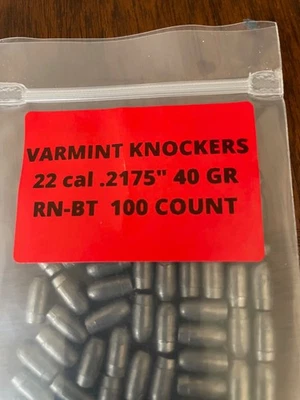 VARMINT KNOCKERS
22 cal .2175" 40 GR
RN-BT 100 COUNT